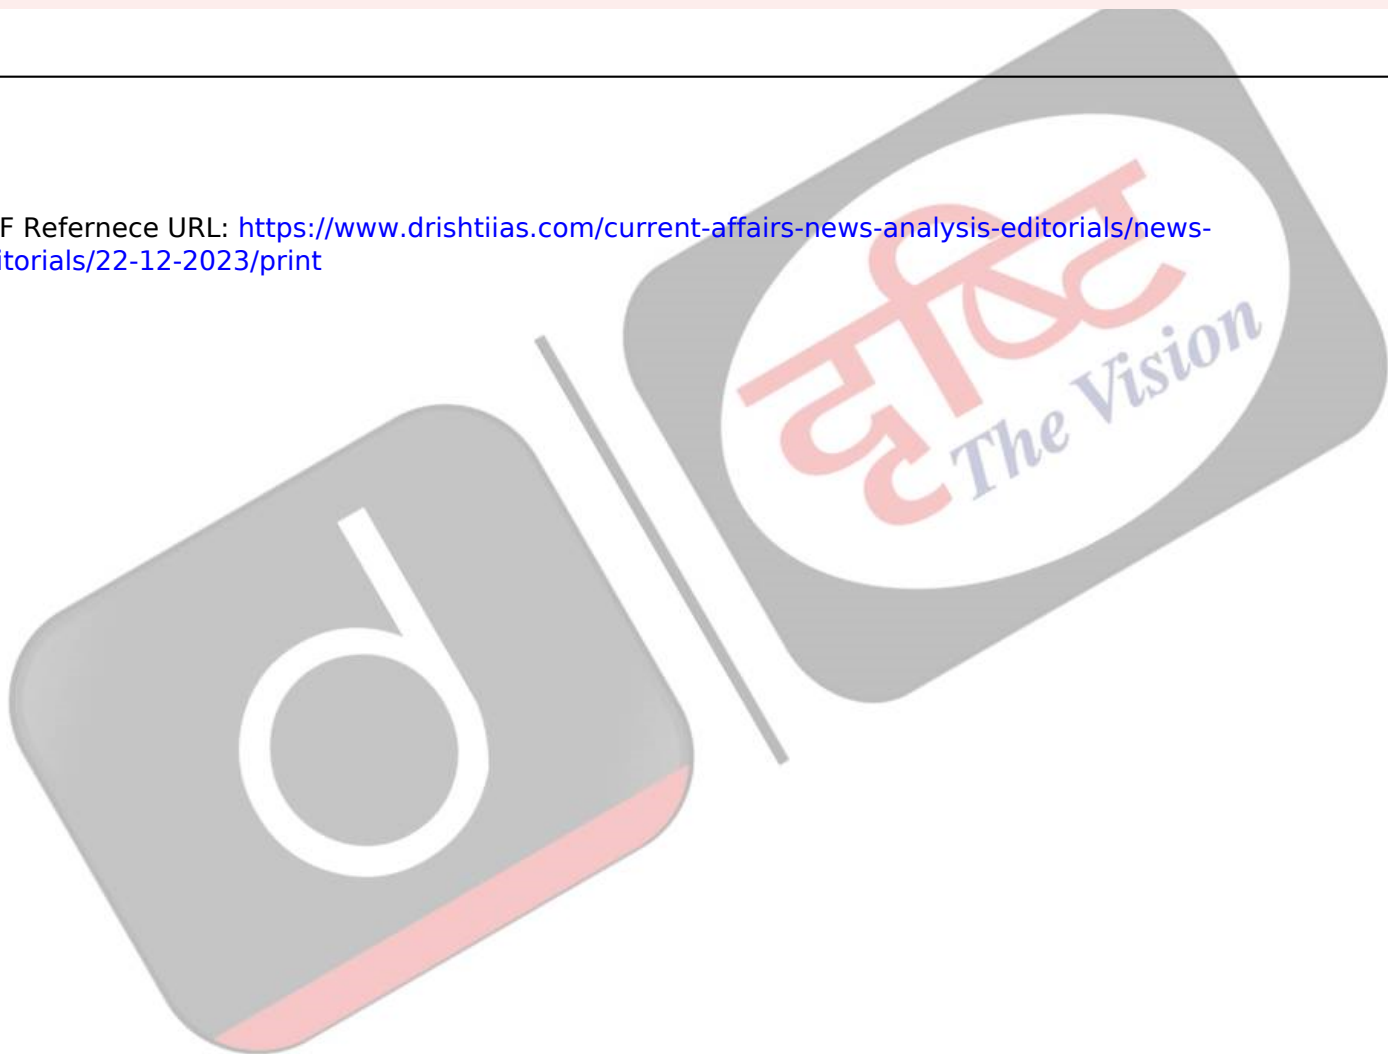 F Refernece URL: https://www.drishtiias.com/current-affairs-news-analysis-editorials/news-
itorials/22-12-2023/print
दृष्टि
The Vision
d